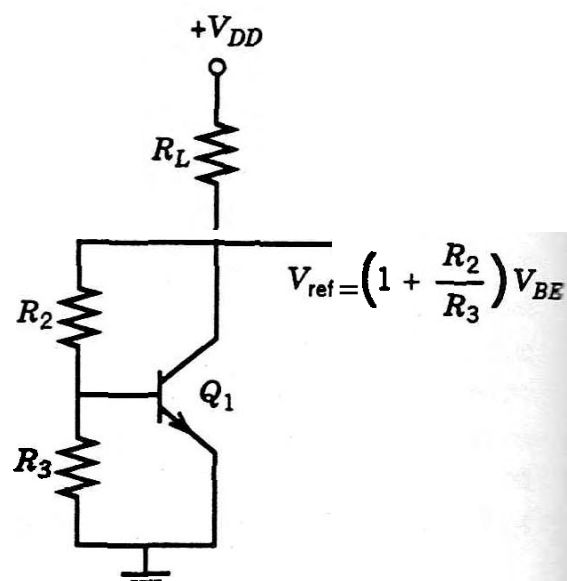 +V_DD
R_L
V_ref = (1 + R_2/R_3) V_BE
R_2
Q_1
R_3